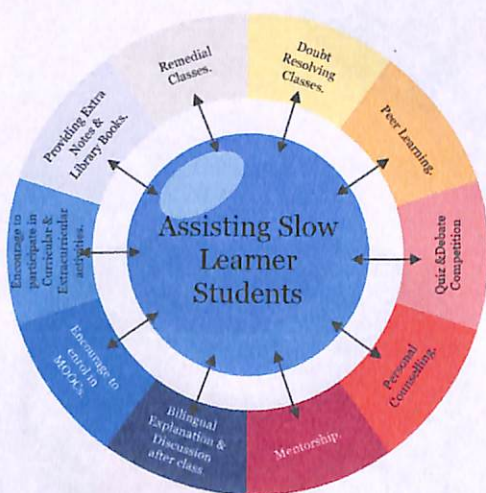 Assisting Slow
Learner
Students
Remedial
Classes.
Doubt
Resolving
Classes.
Peer Learning.
Quiz &Debate
Competition
Personal
Counselling.
Mentorship.
Bilingual
Explanation &
Discussion
after class
Encourage to
enrol in
MOOCs.
Encourage to
participate in
Curricular &
Extracurricular
activities.
Providing Extra
Notes &
Library Books.